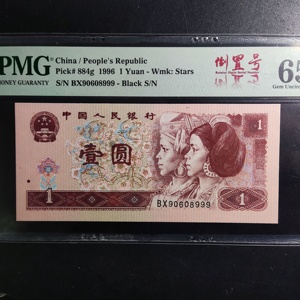 PMG
MONEY GUARANTY
China / People's Republic
Pick# 884g 1996 1 Yuan - Wmk: Stars
S/N BX90608999 - Black S/N
倒置号
65
Gem Unc
中国人民银行
壹圆
1
1
1
BX90608999